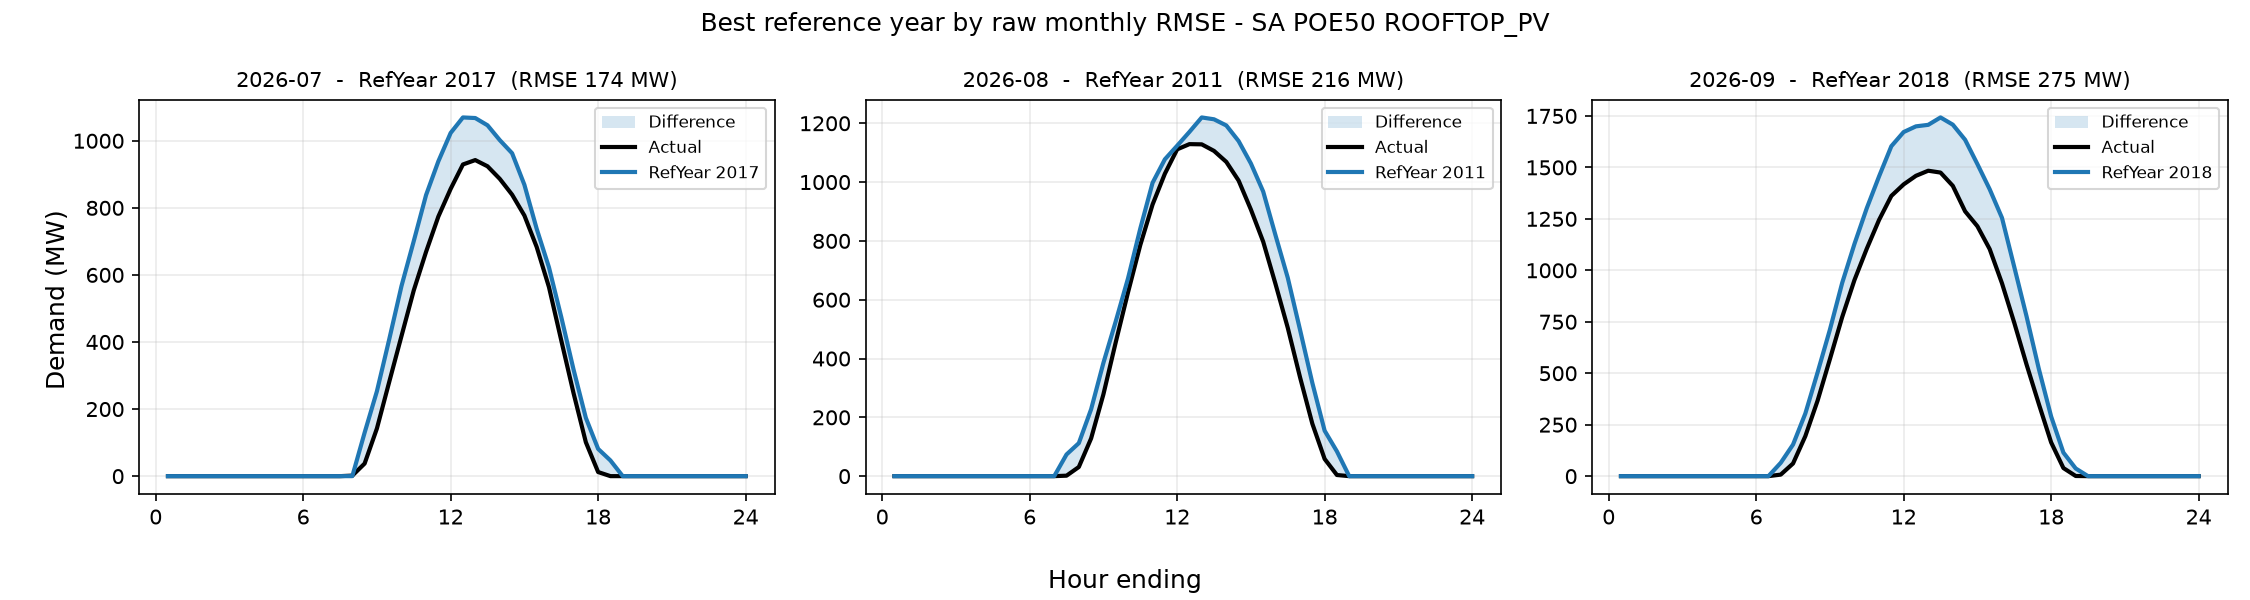 Best reference year by raw monthly RMSE - SA POE50 ROOFTOP_PV
2026-07  -  RefYear 2017  (RMSE 174 MW)
Difference
Actual
RefYear 2017
1000
800
600
400
200
0
0 6 12 18 24
Demand (MW)
2026-08  -  RefYear 2011  (RMSE 216 MW)
Difference
Actual
RefYear 2011
1200
1000
800
600
400
200
0
0 6 12 18 24
2026-09  -  RefYear 2018  (RMSE 275 MW)
Difference
Actual
RefYear 2018
1750
1500
1250
1000
750
500
250
0
0 6 12 18 24
Hour ending